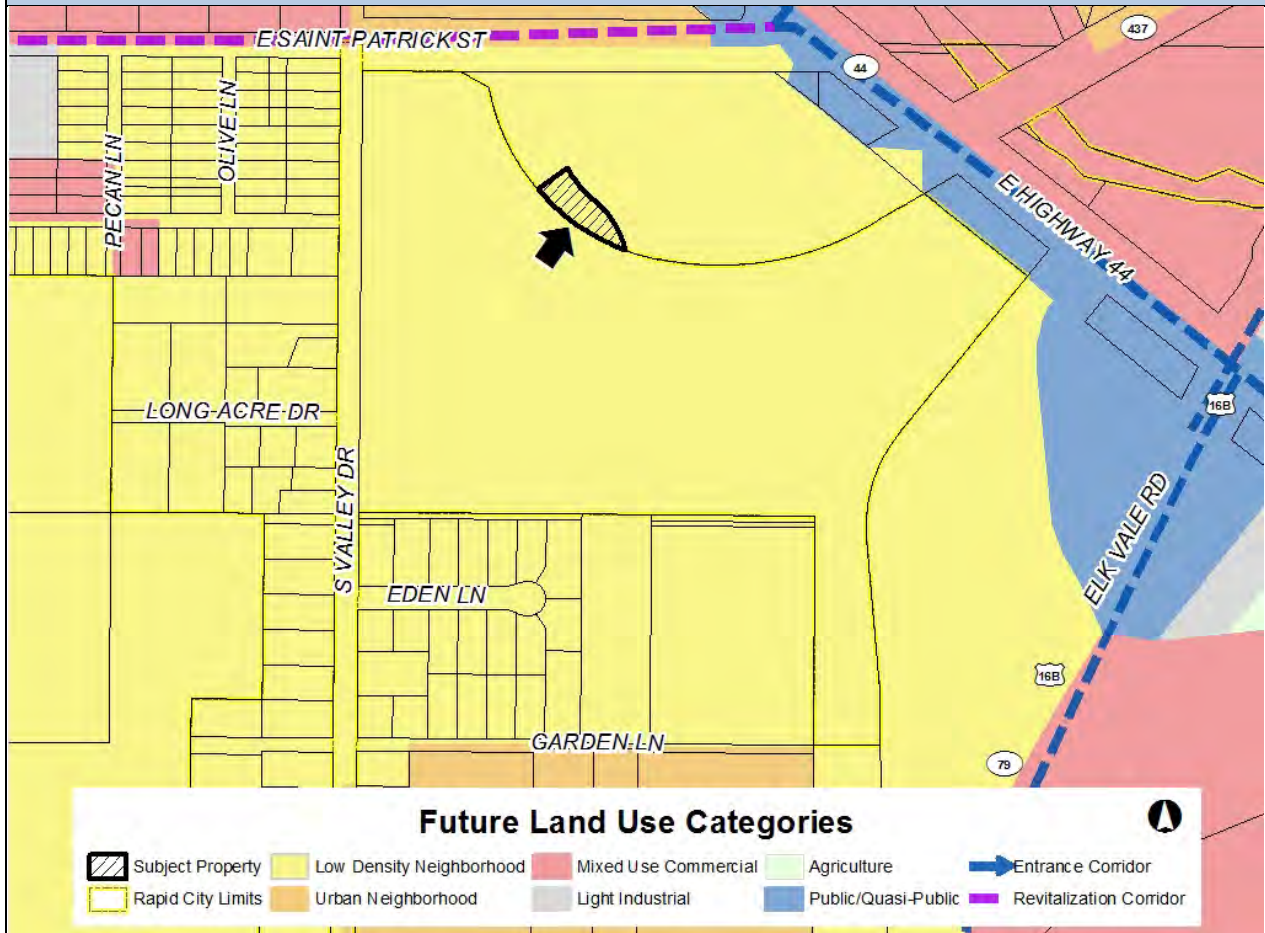 E SAINT PATRICK ST
437
44
OLIVE LN
PECAN LN
E HIGHWAY 44
16B
LONG ACRE DR
S VALLEY DR
ELK VALE RD
EDEN LN
16B
GARDEN LN
79
Future Land Use Categories
Subject Property Low Density Neighborhood Mixed Use Commercial Agriculture Entrance Corridor
Rapid City Limits Urban Neighborhood Light Industrial Public/Quasi-Public Revitalization Corridor